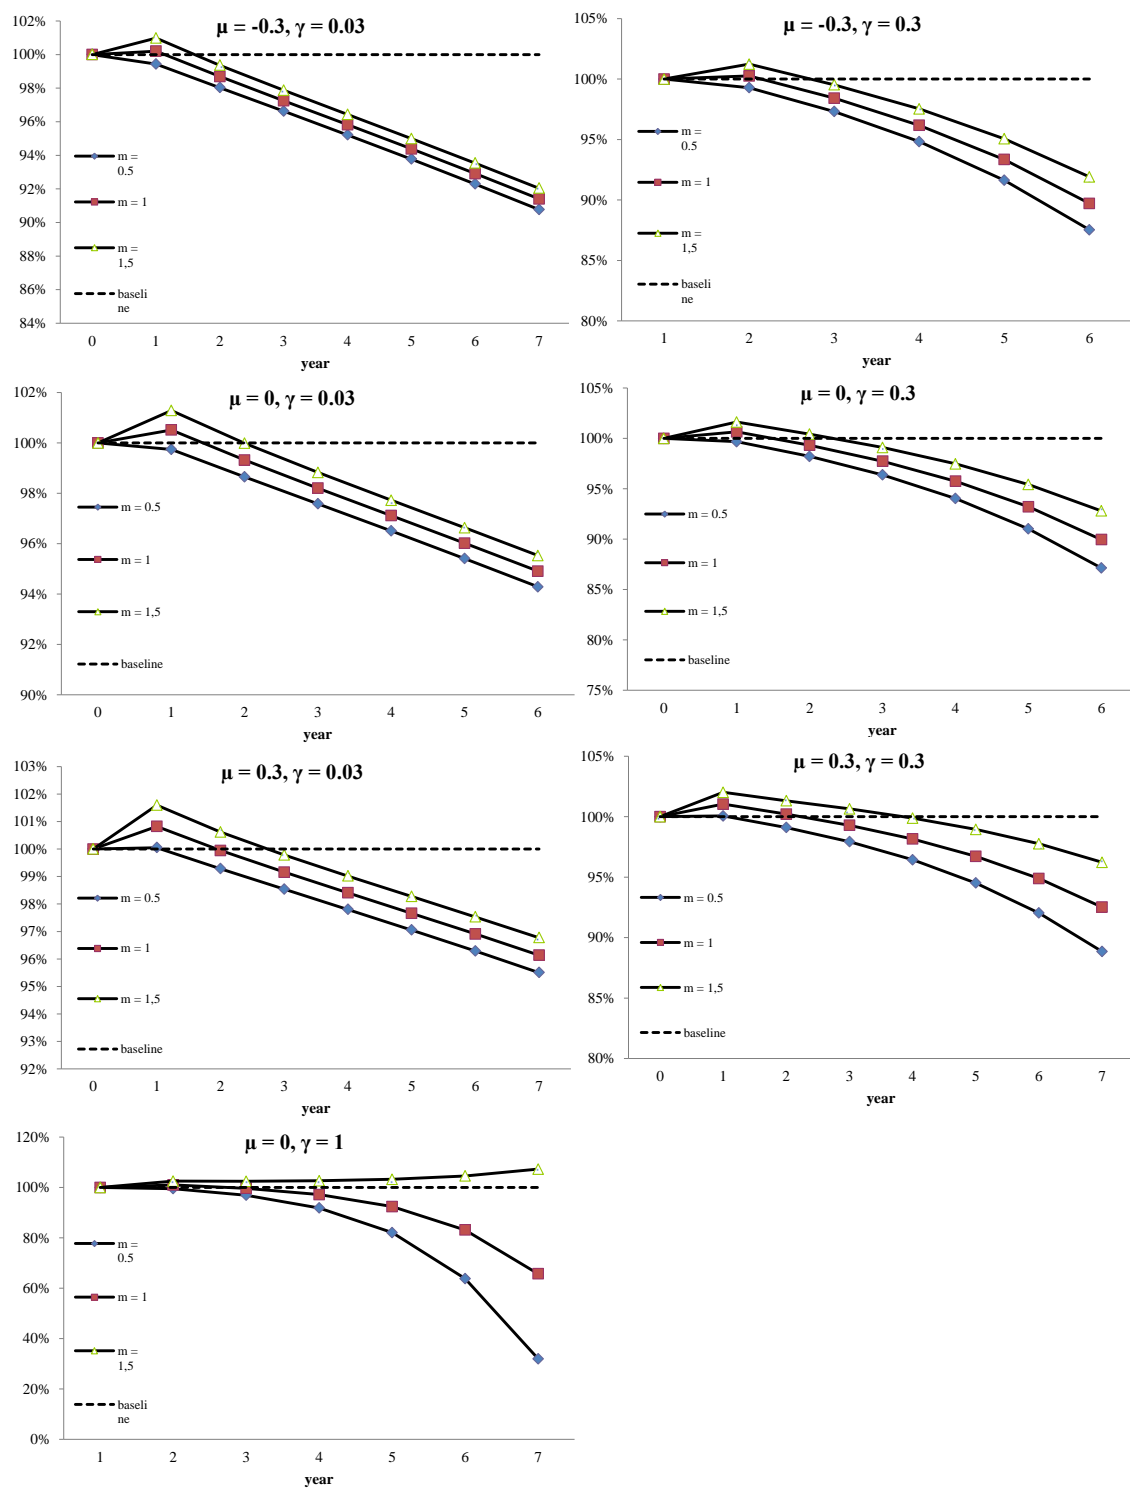 μ = -0.3, γ = 0.03
102%
100%
98%
96%
94%
92%
90%
88%
86%
84%
m =
0.5
m = 1
m =
1,5
baseli
ne
0 1 2 3 4 5 6 7
year
μ = -0.3, γ = 0.3
105%
100%
95%
90%
85%
80%
m =
0.5
m = 1
m =
1,5
baseli
ne
1 2 3 4 5 6
year
μ = 0, γ = 0.03
102%
100%
98%
96%
94%
92%
90%
m = 0.5
m = 1
m = 1,5
baseline
0 1 2 3 4 5 6
year
μ = 0, γ = 0.3
105%
100%
95%
90%
85%
80%
75%
m = 0.5
m = 1
m = 1,5
baseline
0 1 2 3 4 5 6
year
μ = 0.3, γ = 0.03
103%
102%
101%
100%
99%
98%
97%
96%
95%
94%
93%
92%
m = 0.5
m = 1
m = 1,5
baseline
0 1 2 3 4 5 6 7
year
μ = 0.3, γ = 0.3
105%
100%
95%
90%
85%
80%
m = 0.5
m = 1
m = 1,5
baseline
0 1 2 3 4 5 6 7
year
μ = 0, γ = 1
120%
100%
80%
60%
40%
20%
0%
m =
0.5
m = 1
m =
1,5
baseli
ne
1 2 3 4 5 6 7
year